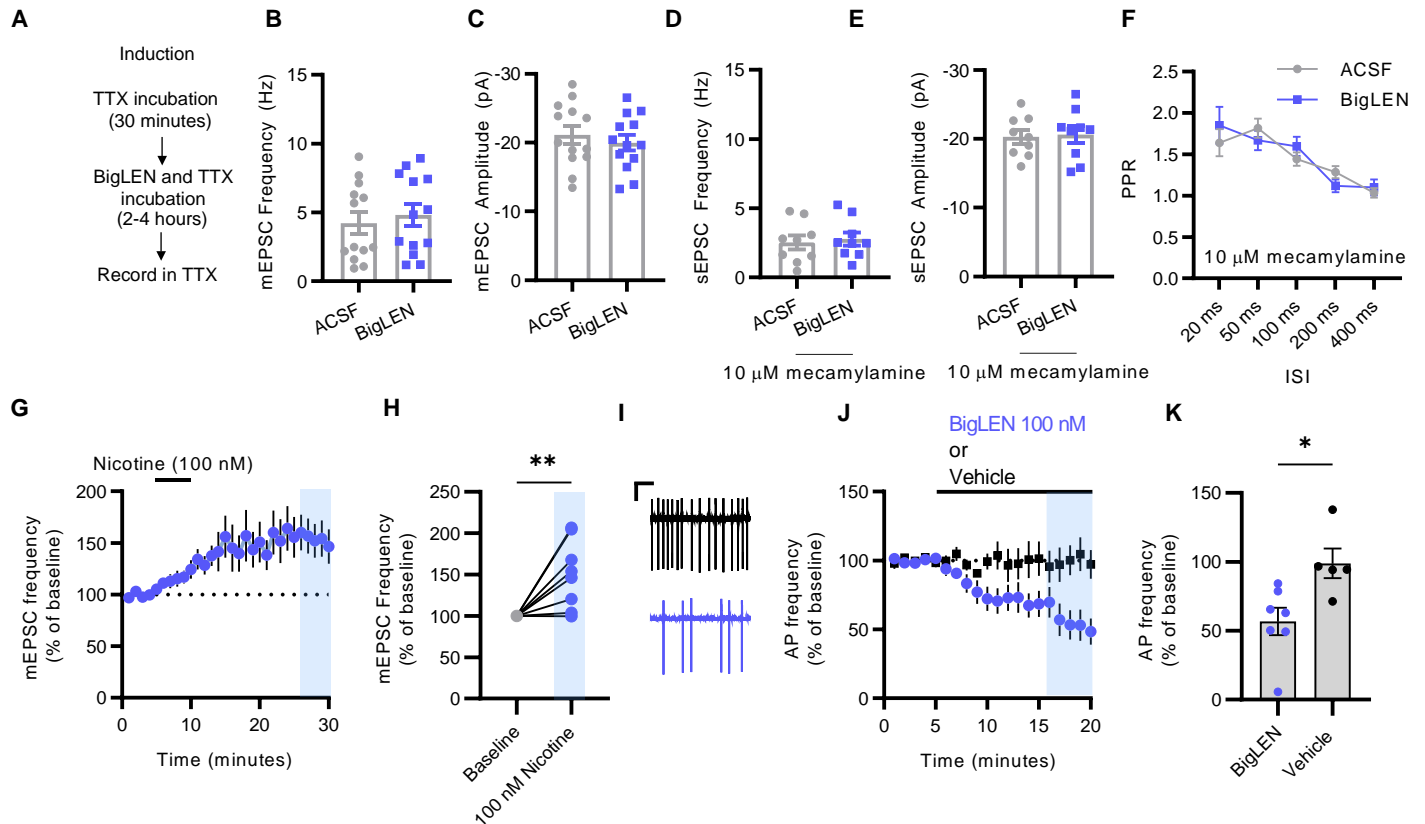 A
Induction
TTX incubation
(30 minutes)
BigLEN and TTX
incubation
(2-4 hours)
Record in TTX
B
mEPSC Frequency (Hz)
15
10
5
0
ACSF
BigLEN
C
mEPSC Amplitude (pA)
-30
-20
-10
0
ACSF
BigLEN
D
sEPSC Frequency (Hz)
15
10
5
0
ACSF
BigLEN
10 μM mecamylamine
E
sEPSC Amplitude (pA)
-30
-20
-10
0
ACSF
BigLEN
10 μM mecamylamine
F
ACSF
BigLEN
PPR
2.5
2.0
1.5
1.0
0.5
0.0
10 μM mecamylamine
20 ms
50 ms
100 ms
200 ms
400 ms
ISI
G
Nicotine (100 nM)
mEPSC frequency
(% of baseline)
200
150
100
50
0
0
10
20
30
Time (minutes)
H
**
mEPSC Frequency
(% of baseline)
250
200
150
100
50
0
Baseline
100 nM Nicotine
I
J
BigLEN 100 nM
or
Vehicle
AP frequency
(% of baseline)
150
100
50
0
0
5
10
15
20
Time (minutes)
K
*
AP frequency
(% of baseline)
150
100
50
0
BigLEN
Vehicle